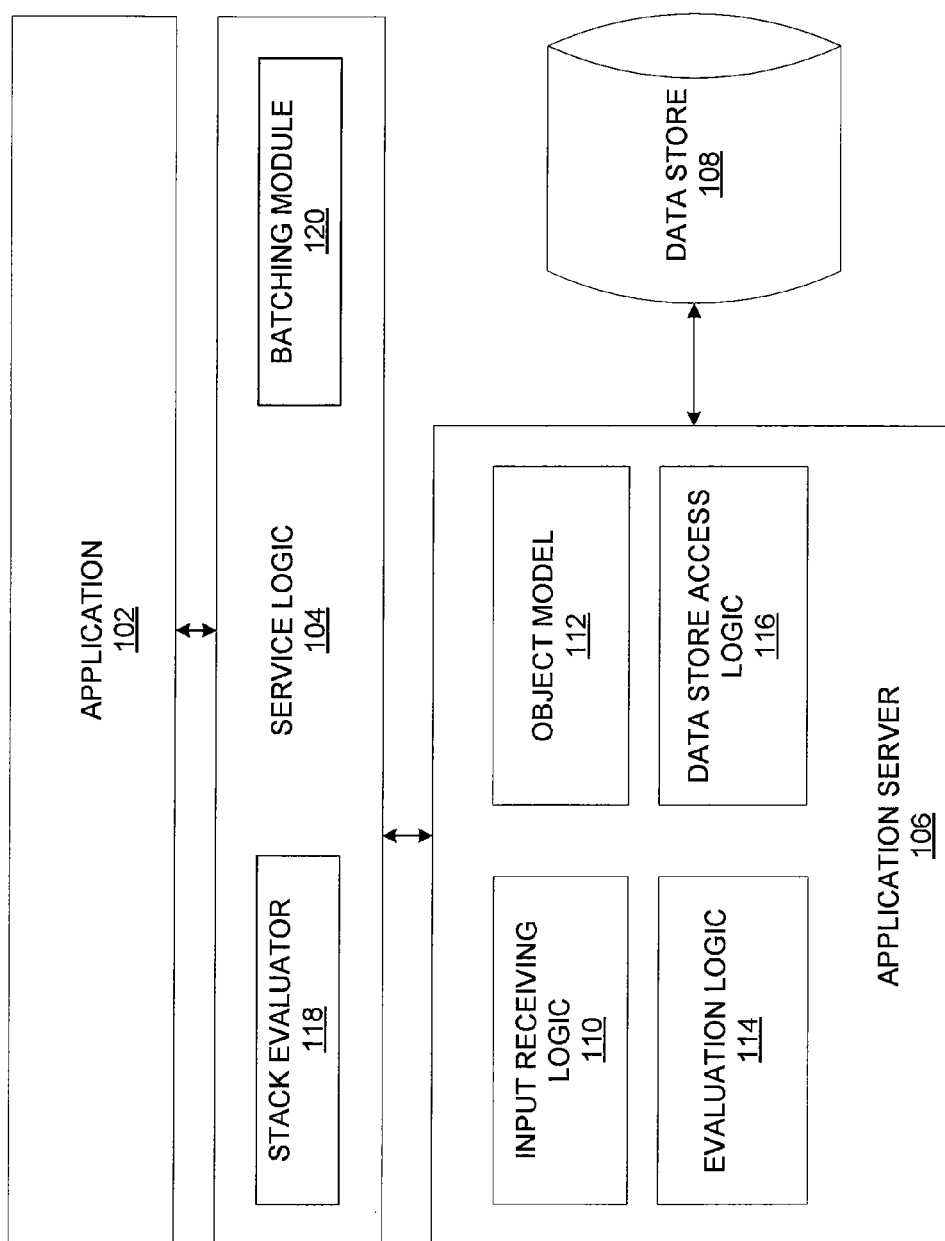 APPLICATION
102
STACK EVALUATOR
118
SERVICE LOGIC
104
BATCHING MODULE
120
INPUT RECEIVING
LOGIC
110
OBJECT MODEL
112
EVALUATION LOGIC
114
DATA STORE ACCESS
LOGIC
116
APPLICATION SERVER
106
DATA STORE
108